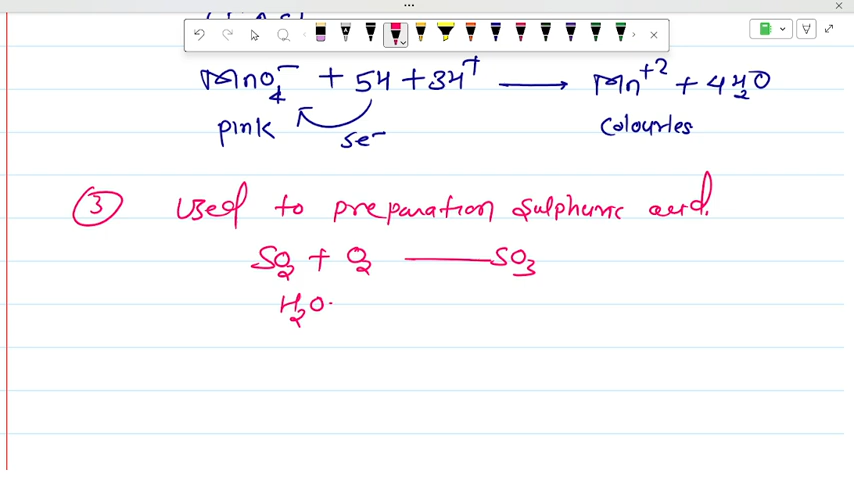 MnO4- + 5H + 3H+ ⟶ Mn+2 + 4H2O
pink 5e- Colourles
③ Used to preparation Sulphuric acid.
SO2 + O2 ⟶ SO3
H2O